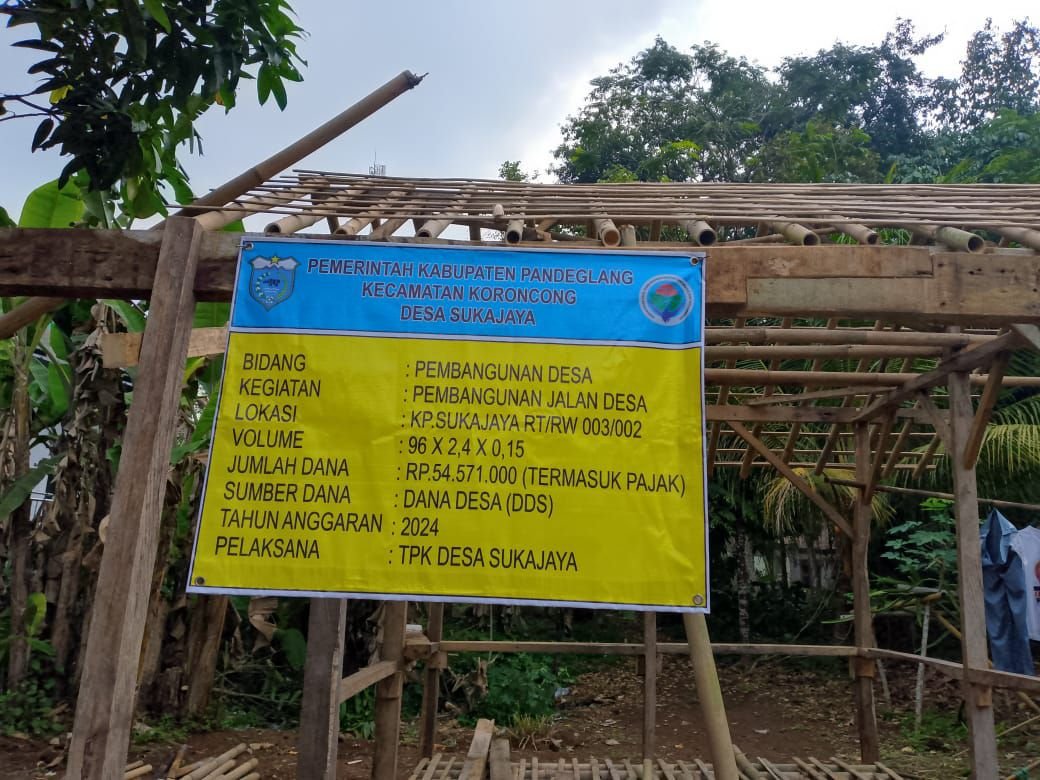 PEMERINTAH KABUPATEN PANDEGLANG
KECAMATAN KORONCONG
DESA SUKAJAYA
BIDANG : PEMBANGUNAN DESA
KEGIATAN : PEMBANGUNAN JALAN DESA
LOKASI : KP.SUKAJAYA RT/RW 003/002
VOLUME : 96 X 2,4 X 0,15
JUMLAH DANA : RP.54.571.000 (TERMASUK PAJAK)
SUMBER DANA : DANA DESA (DDS)
TAHUN ANGGARAN : 2024
PELAKSANA : TPK DESA SUKAJAYA